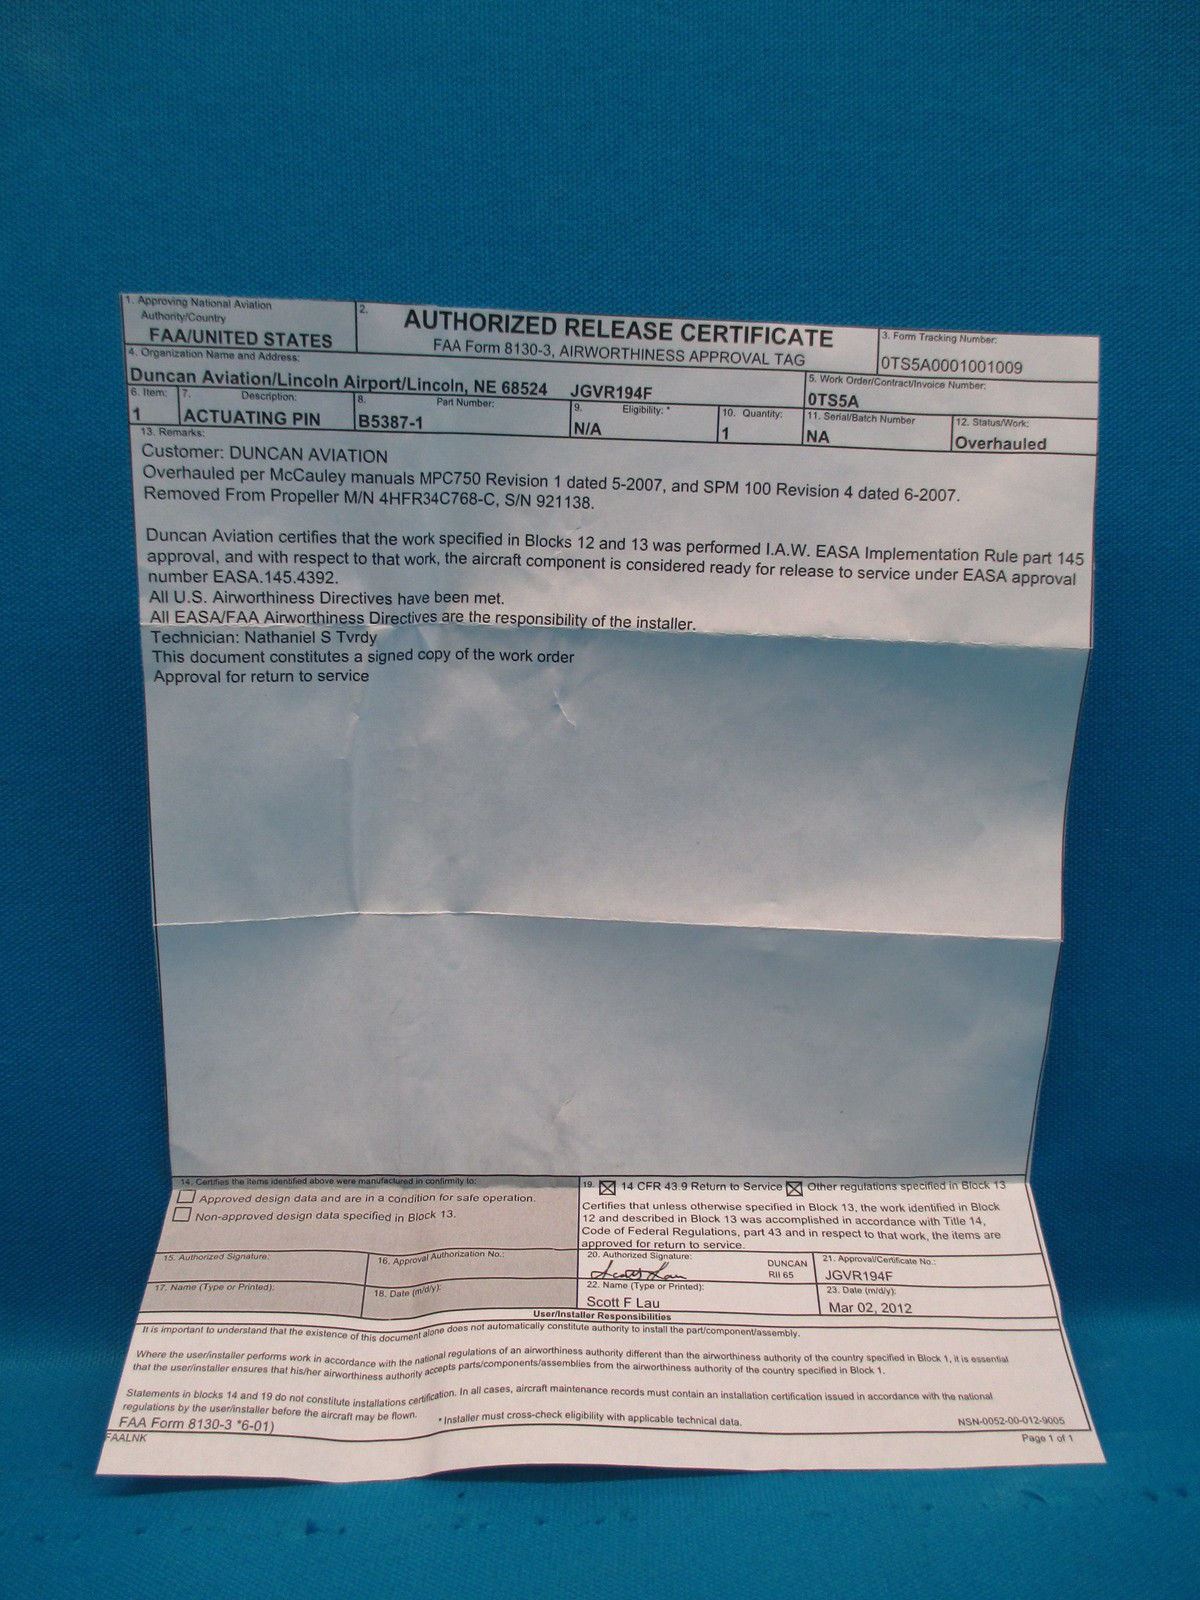 1. Approving National Aviation
Authority/Country
FAA/UNITED STATES
2.
AUTHORIZED RELEASE CERTIFICATE
FAA Form 8130-3, AIRWORTHINESS APPROVAL TAG
3. Form Tracking Number:
0TS5A0001001009
4. Organization Name and Address:
Duncan Aviation/Lincoln Airport/Lincoln, NE 68524 JGVR194F
5. Work Order/Contract/Invoice Number:
0TS5A
6. Item:
1
7. Description:
ACTUATING PIN
8. Part Number:
B5387-1
9. Eligibility: *
N/A
10. Quantity:
1
11. Serial/Batch Number
NA
12. Status/Work:
Overhauled
13. Remarks:
Customer: DUNCAN AVIATION
Overhauled per McCauley manuals MPC750 Revision 1 dated 5-2007, and SPM 100 Revision 4 dated 6-2007.
Removed From Propeller M/N 4HFR34C768-C, S/N 921138.
Duncan Aviation certifies that the work specified in Blocks 12 and 13 was performed I.A.W. EASA Implementation Rule part 145
approval, and with respect to that work, the aircraft component is considered ready for release to service under EASA approval
number EASA.145.4392.
All U.S. Airworthiness Directives have been met.
All EASA/FAA Airworthiness Directives are the responsibility of the installer.
Technician: Nathaniel S Tvrdy
This document constitutes a signed copy of the work order
Approval for return to service
14. Certifies the items identified above were manufactured in confirmity to:
Approved design data and are in a condition for safe operation.
Non-approved design data specified in Block 13.
15. Authorized Signature:
16. Approval Authorization No.:
17. Name (Type or Printed):
18. Date (m/d/y):
19. 14 CFR 43.9 Return to Service Other regulations specified in Block 13
Certifies that unless otherwise specified in Block 13, the work identified in Block
12 and described in Block 13 was accomplished in accordance with Title 14,
Code of Federal Regulations, part 43 and in respect to that work, the items are
approved for return to service.
20. Authorized Signature:
Scott Lau
DUNCAN
RII 65
21. Approval/Certificate No.:
JGVR194F
22. Name (Type or Printed):
Scott F Lau
23. Date (m/d/y):
Mar 02, 2012
User/Installer Responsibilities
It is important to understand that the existence of this document alone does not automatically constitute authority to install the part/component/assembly.
Where the user/installer performs work in accordance with the national regulations of an airworthiness authority different than the airworthiness authority of the country specified in Block 1, it is essential
that the user/installer ensures that his/her airworthiness authority accepts parts/components/assemblies from the airworthiness authority of the country specified in Block 1.
Statements in blocks 14 and 19 do not constitute installations certification. In all cases, aircraft maintenance records must contain an installation certification issued in accordance with the national
regulations by the user/installer before the aircraft may be flown.
FAA Form 8130-3 *6-01)
* Installer must cross-check eligibility with applicable technical data.
NSN-0052-00-012-9005
FAALNK
Page 1 of 1